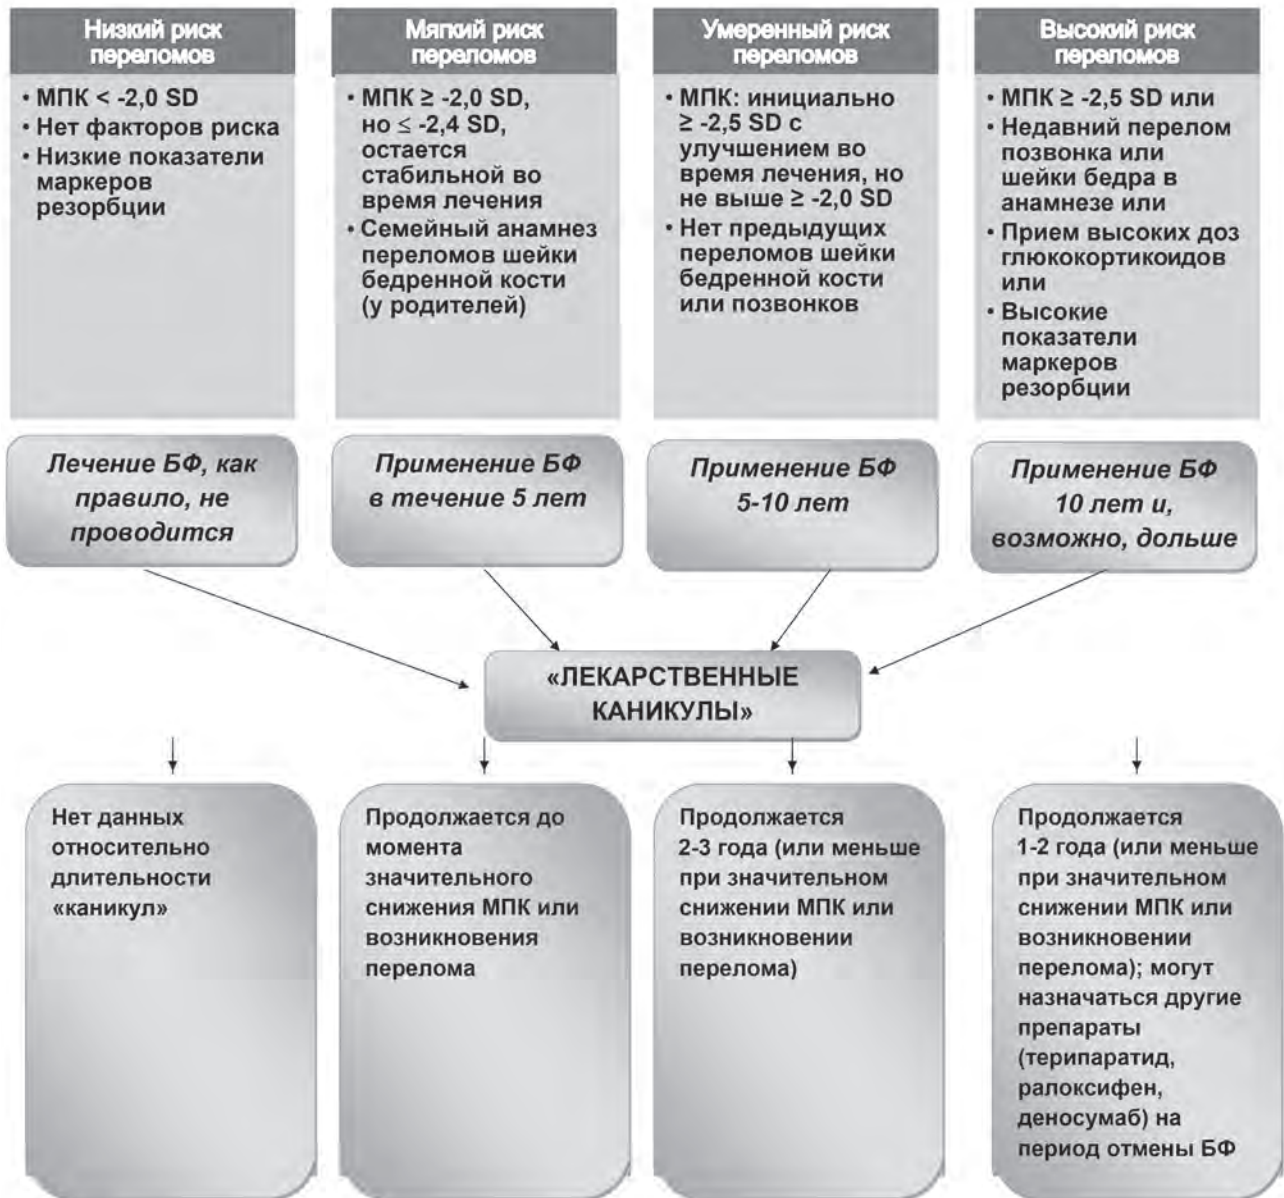 Низкий риск
переломов
• МПК < -2,0 SD
• Нет факторов риска
• Низкие показатели
маркеров
резорбции
Мягкий риск
переломов
• МПК ≥ -2,0 SD,
но ≤ -2,4 SD,
остается
стабильной во
время лечения
• Семейный анамнез
переломов шейки
бедренной кости
(у родителей)
Умеренный риск
переломов
• МПК: инициально
≥ -2,5 SD с
улучшением во
время лечения, но
не выше ≥ -2,0 SD
• Нет предыдущих
переломов шейки
бедренной кости
или позвонков
Высокий риск
переломов
• МПК ≥ -2,5 SD или
• Недавний перелом
позвонка или
шейки бедра в
анамнезе или
• Прием высоких доз
глюкокортикоидов
или
• Высокие
показатели
маркеров
резорбции
Лечение БФ, как
правило, не
проводится
Применение БФ
в течение 5 лет
Применение БФ
5-10 лет
Применение БФ
10 лет и,
возможно, дольше
«ЛЕКАРСТВЕННЫЕ
КАНИКУЛЫ»
Нет данных
относительно
длительности
«каникул»
Продолжается до
момента
значительного
снижения МПК или
возникновения
перелома
Продолжается
2-3 года (или меньше
при значительном
снижении МПК или
возникновении
перелома)
Продолжается
1-2 года (или меньше
при значительном
снижении МПК или
возникновении
перелома); могут
назначаться другие
препараты
(терипаратид,
ралоксифен,
деносумаб) на
период отмены БФ